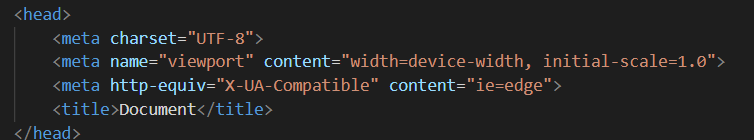 <head>
<meta charset="UTF-8">
<meta name="viewport" content="width=device-width, initial-scale=1.0">
<meta http-equiv="X-UA-Compatible" content="ie=edge">
<title>Document</title>
</head>